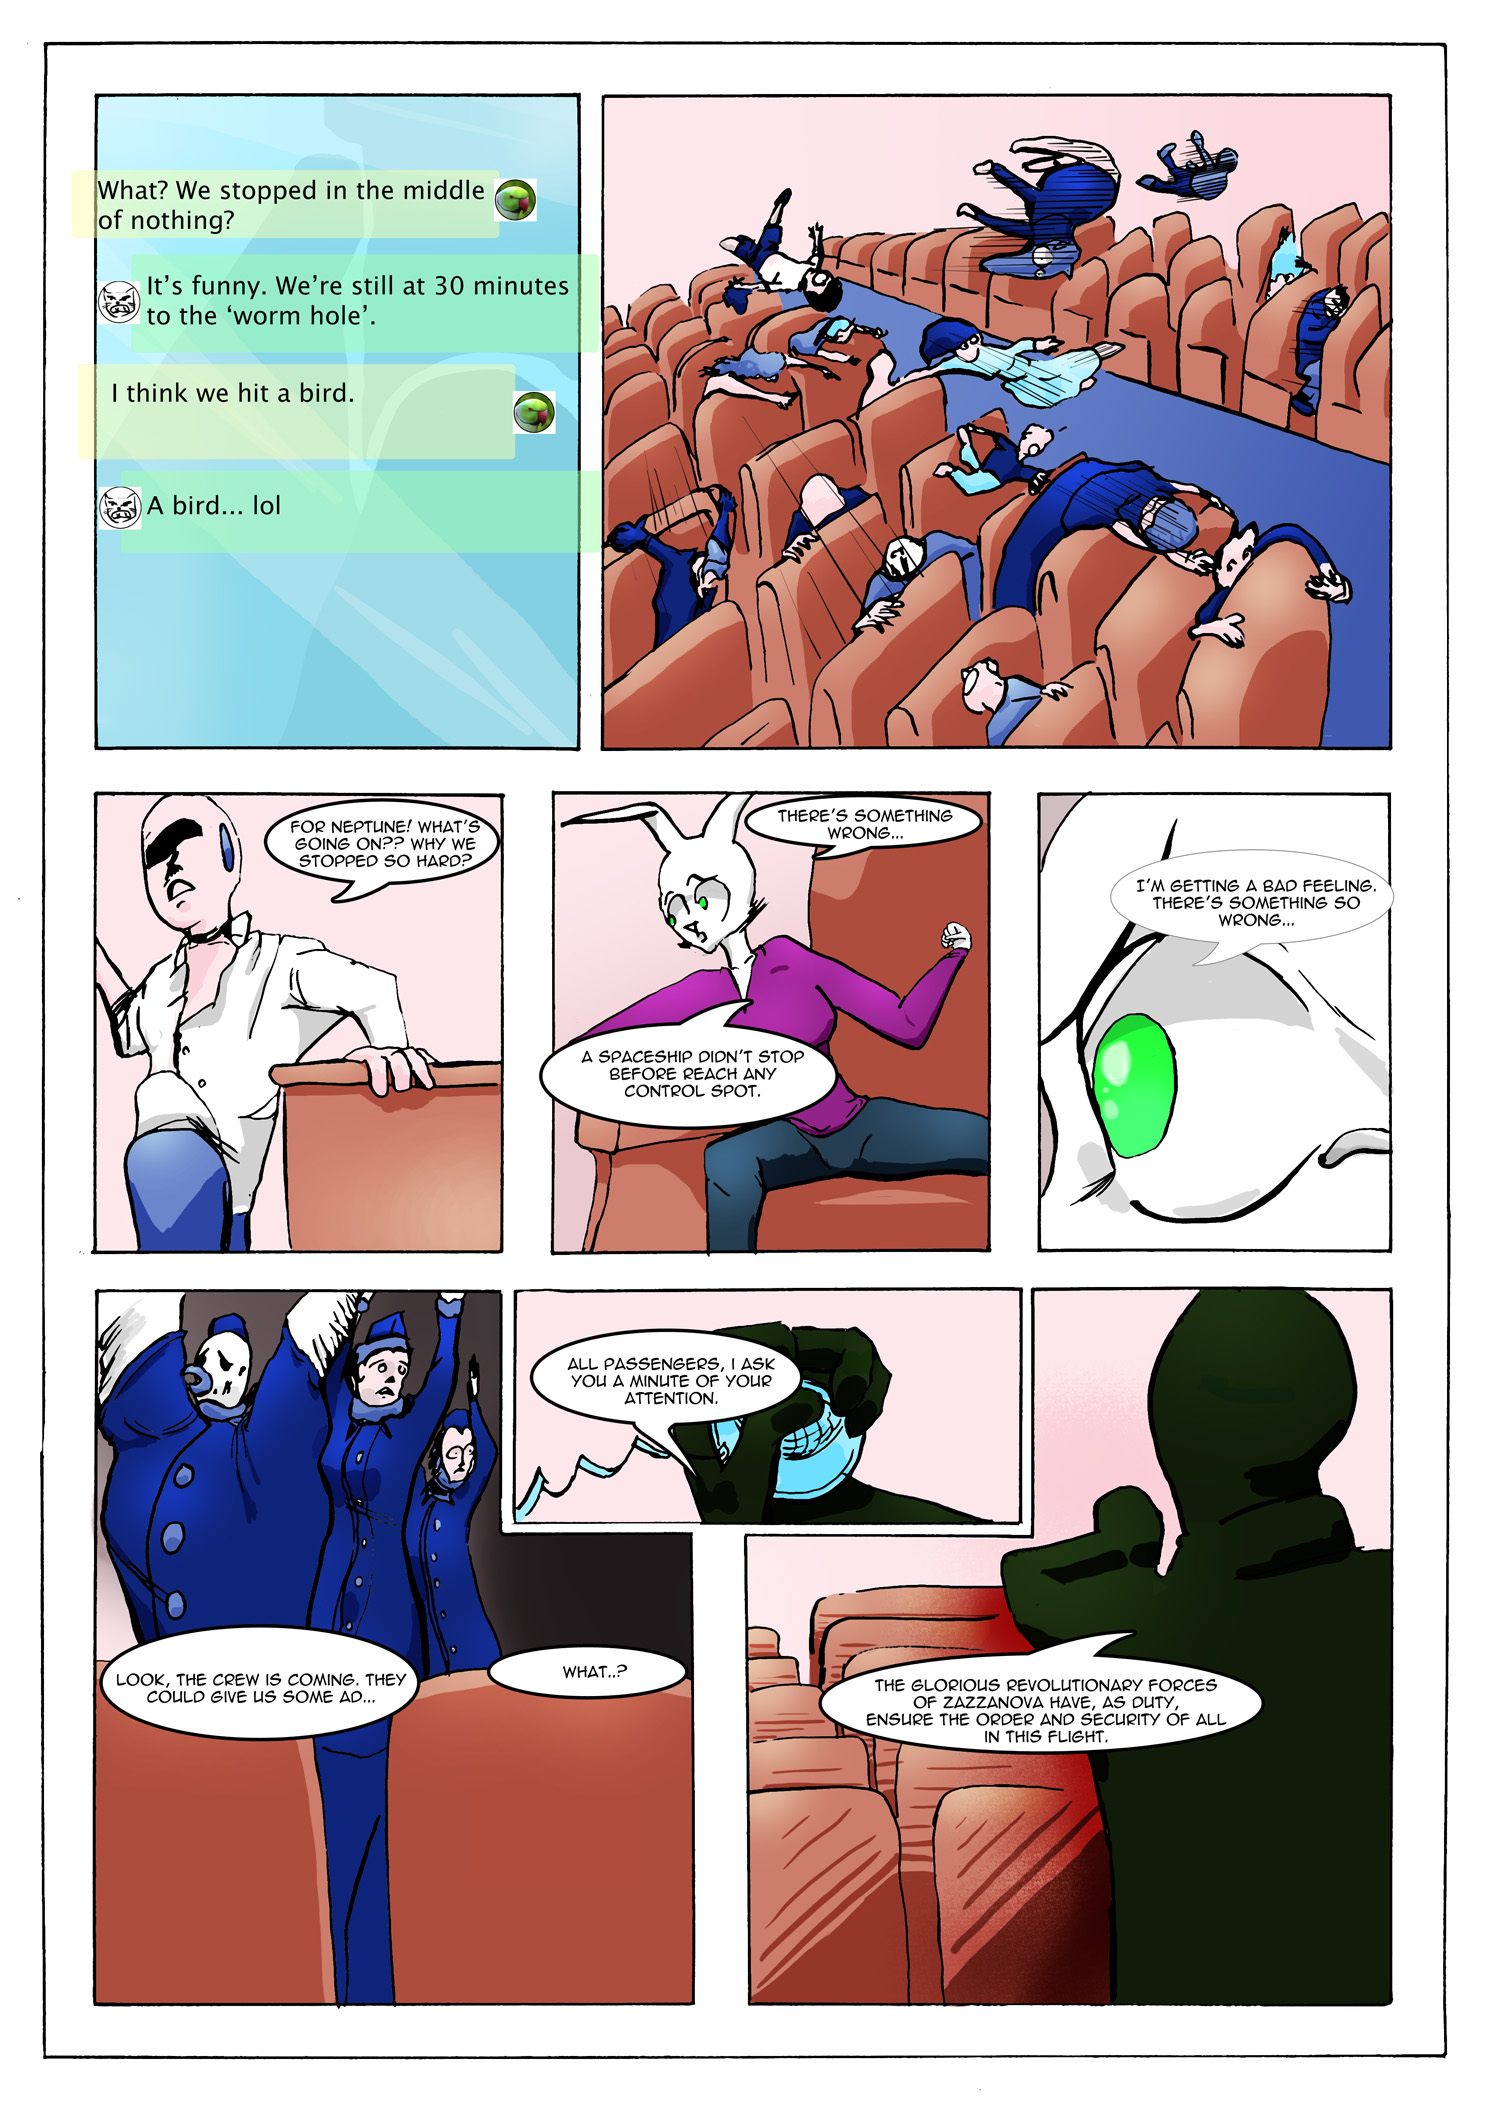 What? We stopped in the middle
of nothing?
It's funny. We're still at 30 minutes
to the 'worm hole'.
I think we hit a bird.
A bird... lol
FOR NEPTUNE! WHAT'S
GOING ON?? WHY WE
STOPPED SO HARD?
THERE'S SOMETHING
WRONG...
A SPACESHIP DIDN'T STOP
BEFORE REACH ANY
CONTROL SPOT.
I'M GETTING A BAD FEELING.
THERE'S SOMETHING SO
WRONG...
LOOK, THE CREW IS COMING. THEY
COULD GIVE US SOME AD...
WHAT..?
ALL PASSENGERS, I ASK
YOU A MINUTE OF YOUR
ATTENTION.
THE GLORIOUS REVOLUTIONARY FORCES
OF ZAZZANOVA HAVE, AS DUTY,
ENSURE THE ORDER AND SECURITY OF ALL
IN THIS FLIGHT.